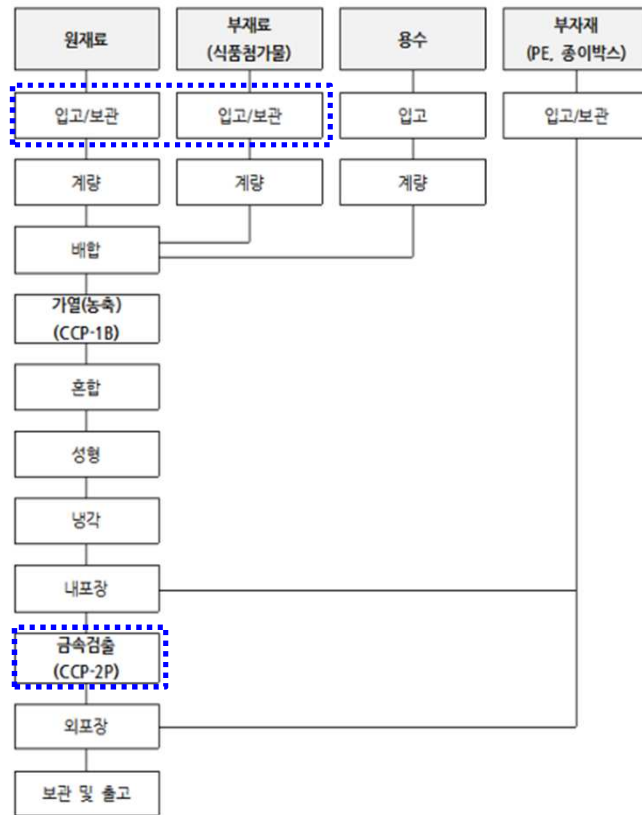 원재료
부재료
(식품첨가물)
용수
부자재
(PE, 종이박스)
입고/보관
입고/보관
입고
입고/보관
계량
계량
계량
배합
가열(농축)
(CCP-1B)
혼합
성형
냉각
내포장
금속검출
(CCP-2P)
외포장
보관 및 출고